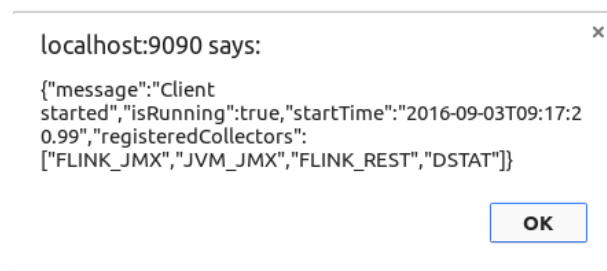 localhost:9090 says:
×
{"message":"Client
started","isRunning":true,"startTime":"2016-09-03T09:17:2
0.99","registeredCollectors":
["FLINK_JMX","JVM_JMX","FLINK_REST","DSTAT"]}
OK